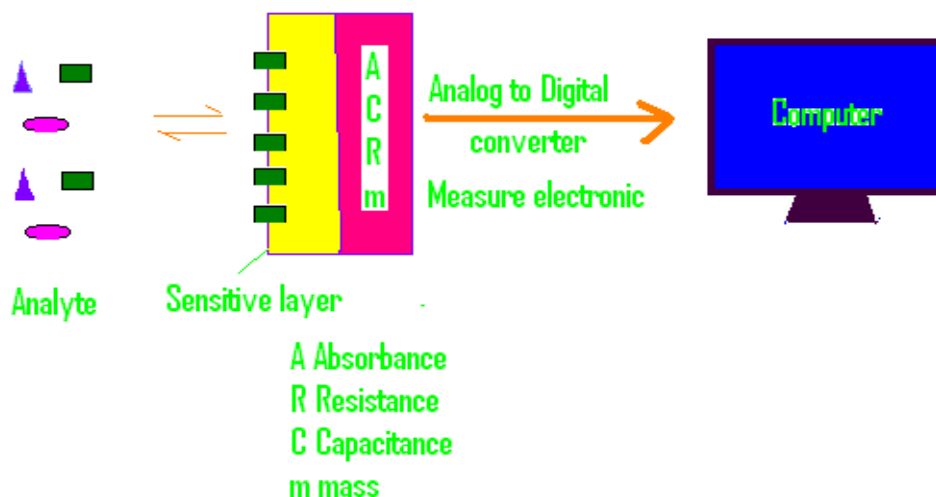 A
C
R
m
Analog to Digital
converter
Measure electronic
Computer
Analyte
Sensitive layer
A Absorbance
R Resistance
C Capacitance
m mass